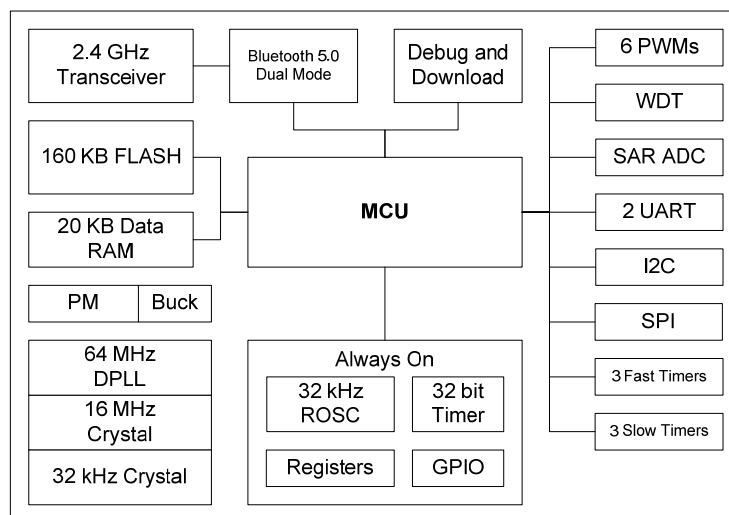 2.4 GHz
Transceiver
Bluetooth 5.0
Dual Mode
Debug and
Download
6 PWMs
WDT
160 KB FLASH
SAR ADC
MCU
2 UART
20 KB Data
RAM
I2C
PM
Buck
SPI
64 MHz
DPLL
Always On
3 Fast Timers
32 kHz
ROSC
32 bit
Timer
16 MHz
Crystal
3 Slow Timers
32 kHz Crystal
Registers
GPIO